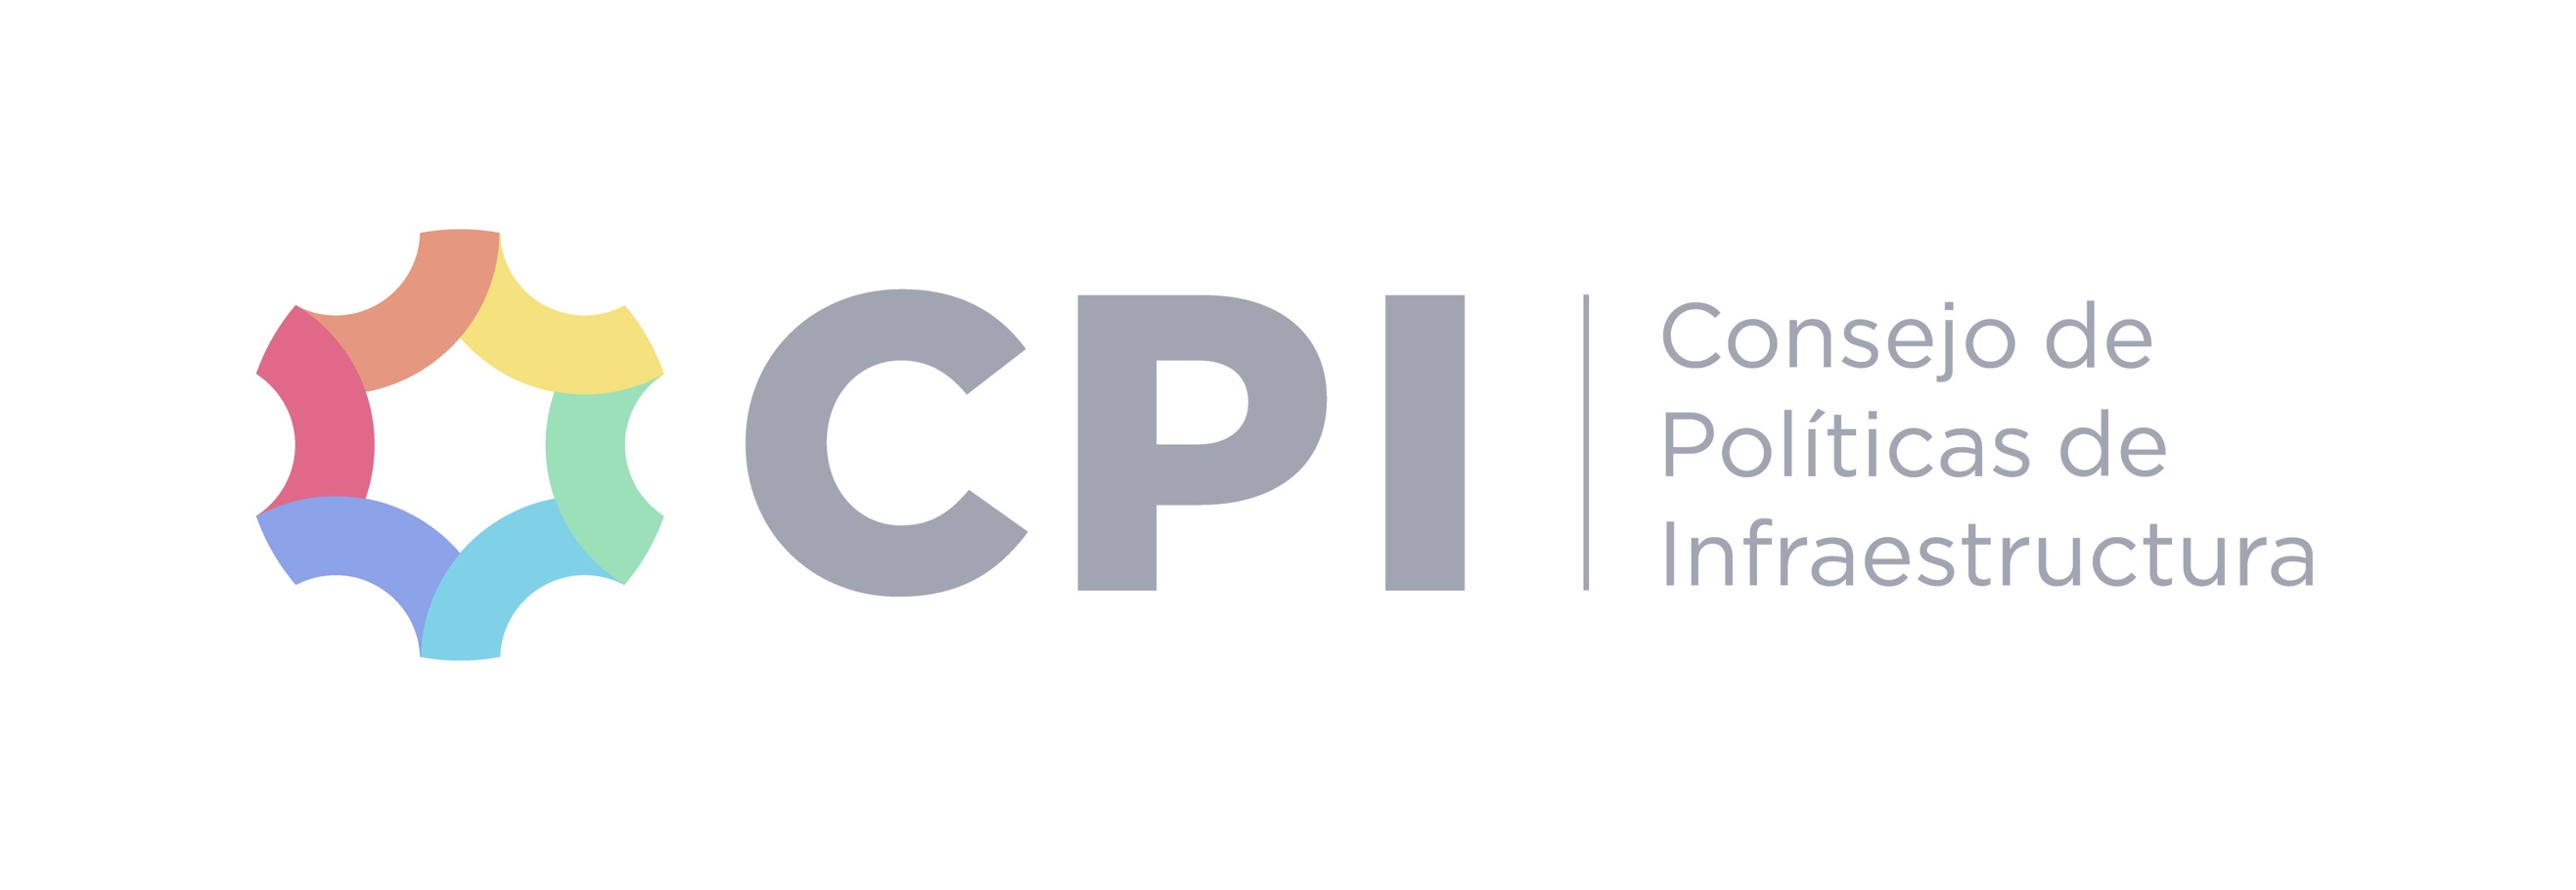 CPI
Consejo de
Políticas de
Infraestructura